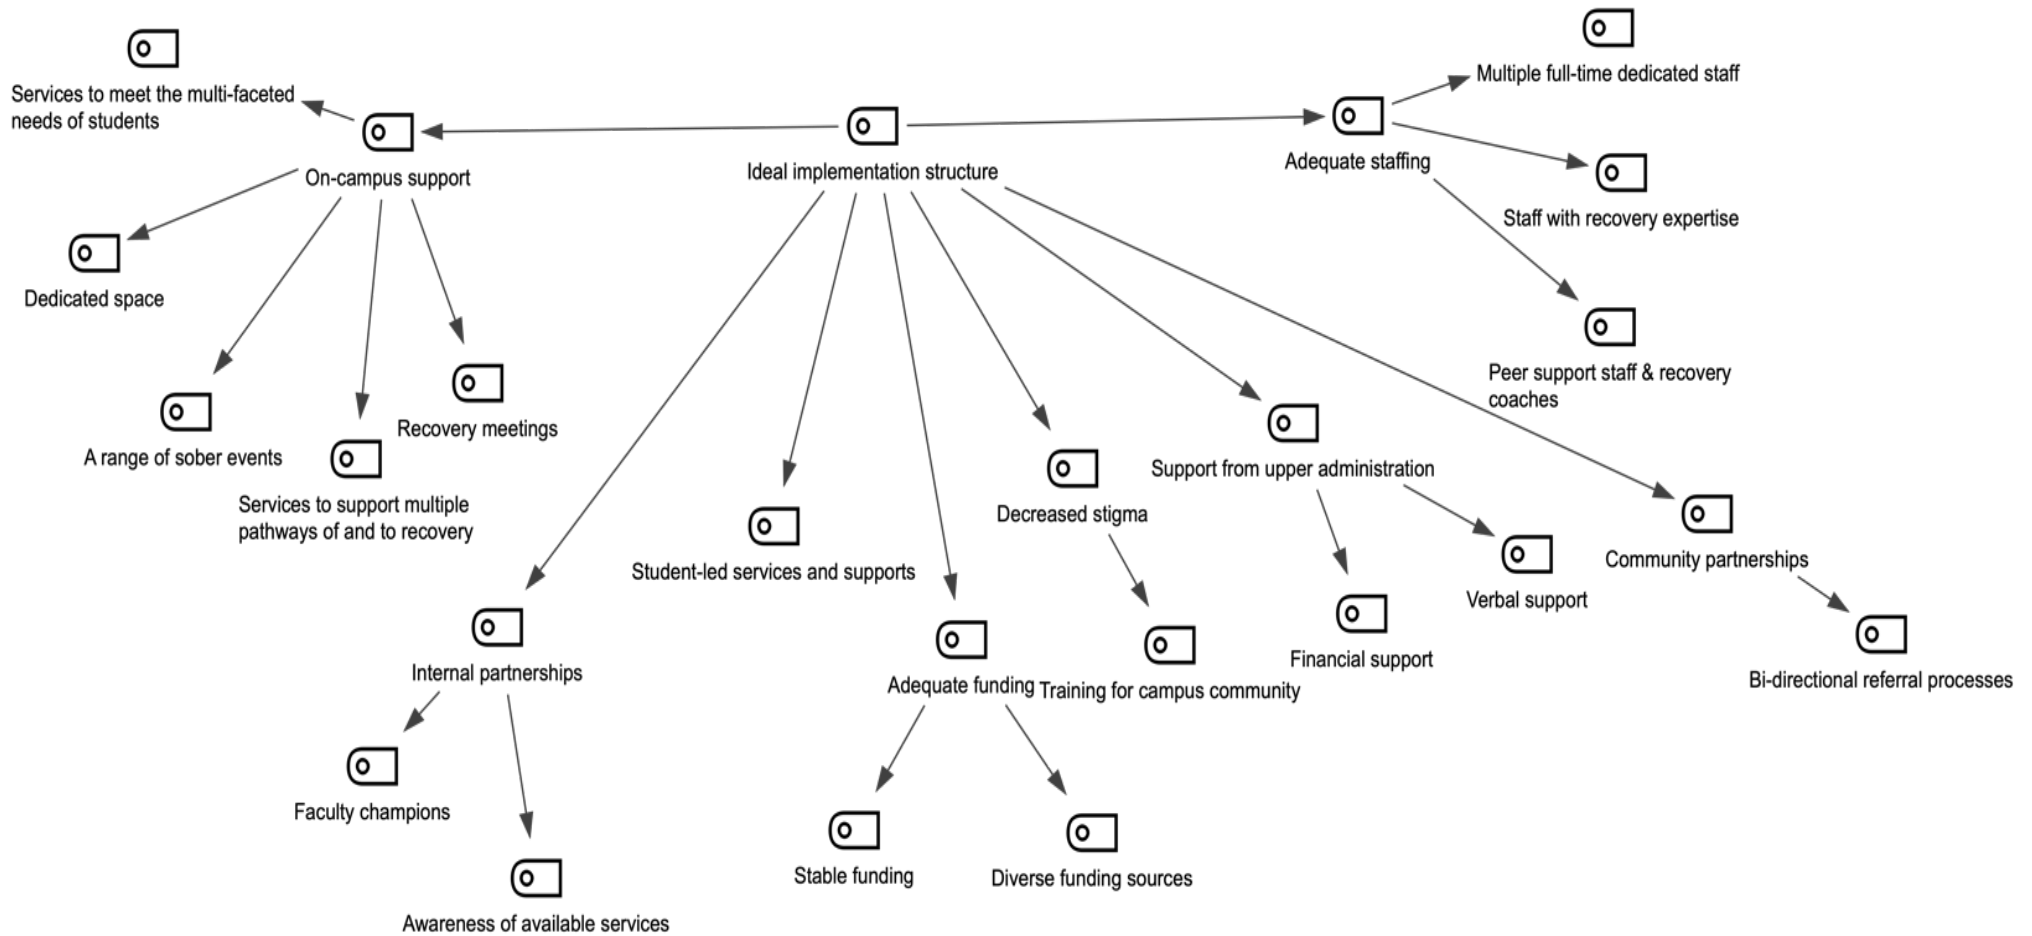 Multiple full-time dedicated staff
Services to meet the multi-faceted
needs of students
Adequate staffing
Ideal implementation structure
On-campus support
Staff with recovery expertise
Dedicated space
Peer support staff & recovery
coaches
Recovery meetings
A range of sober events
Support from upper administration
Services to support multiple
pathways of and to recovery
Decreased stigma
Community partnerships
Student-led services and supports
Verbal support
Financial support
Internal partnerships
Bi-directional referral processes
Adequate funding
Training for campus community
Faculty champions
Stable funding
Diverse funding sources
Awareness of available services